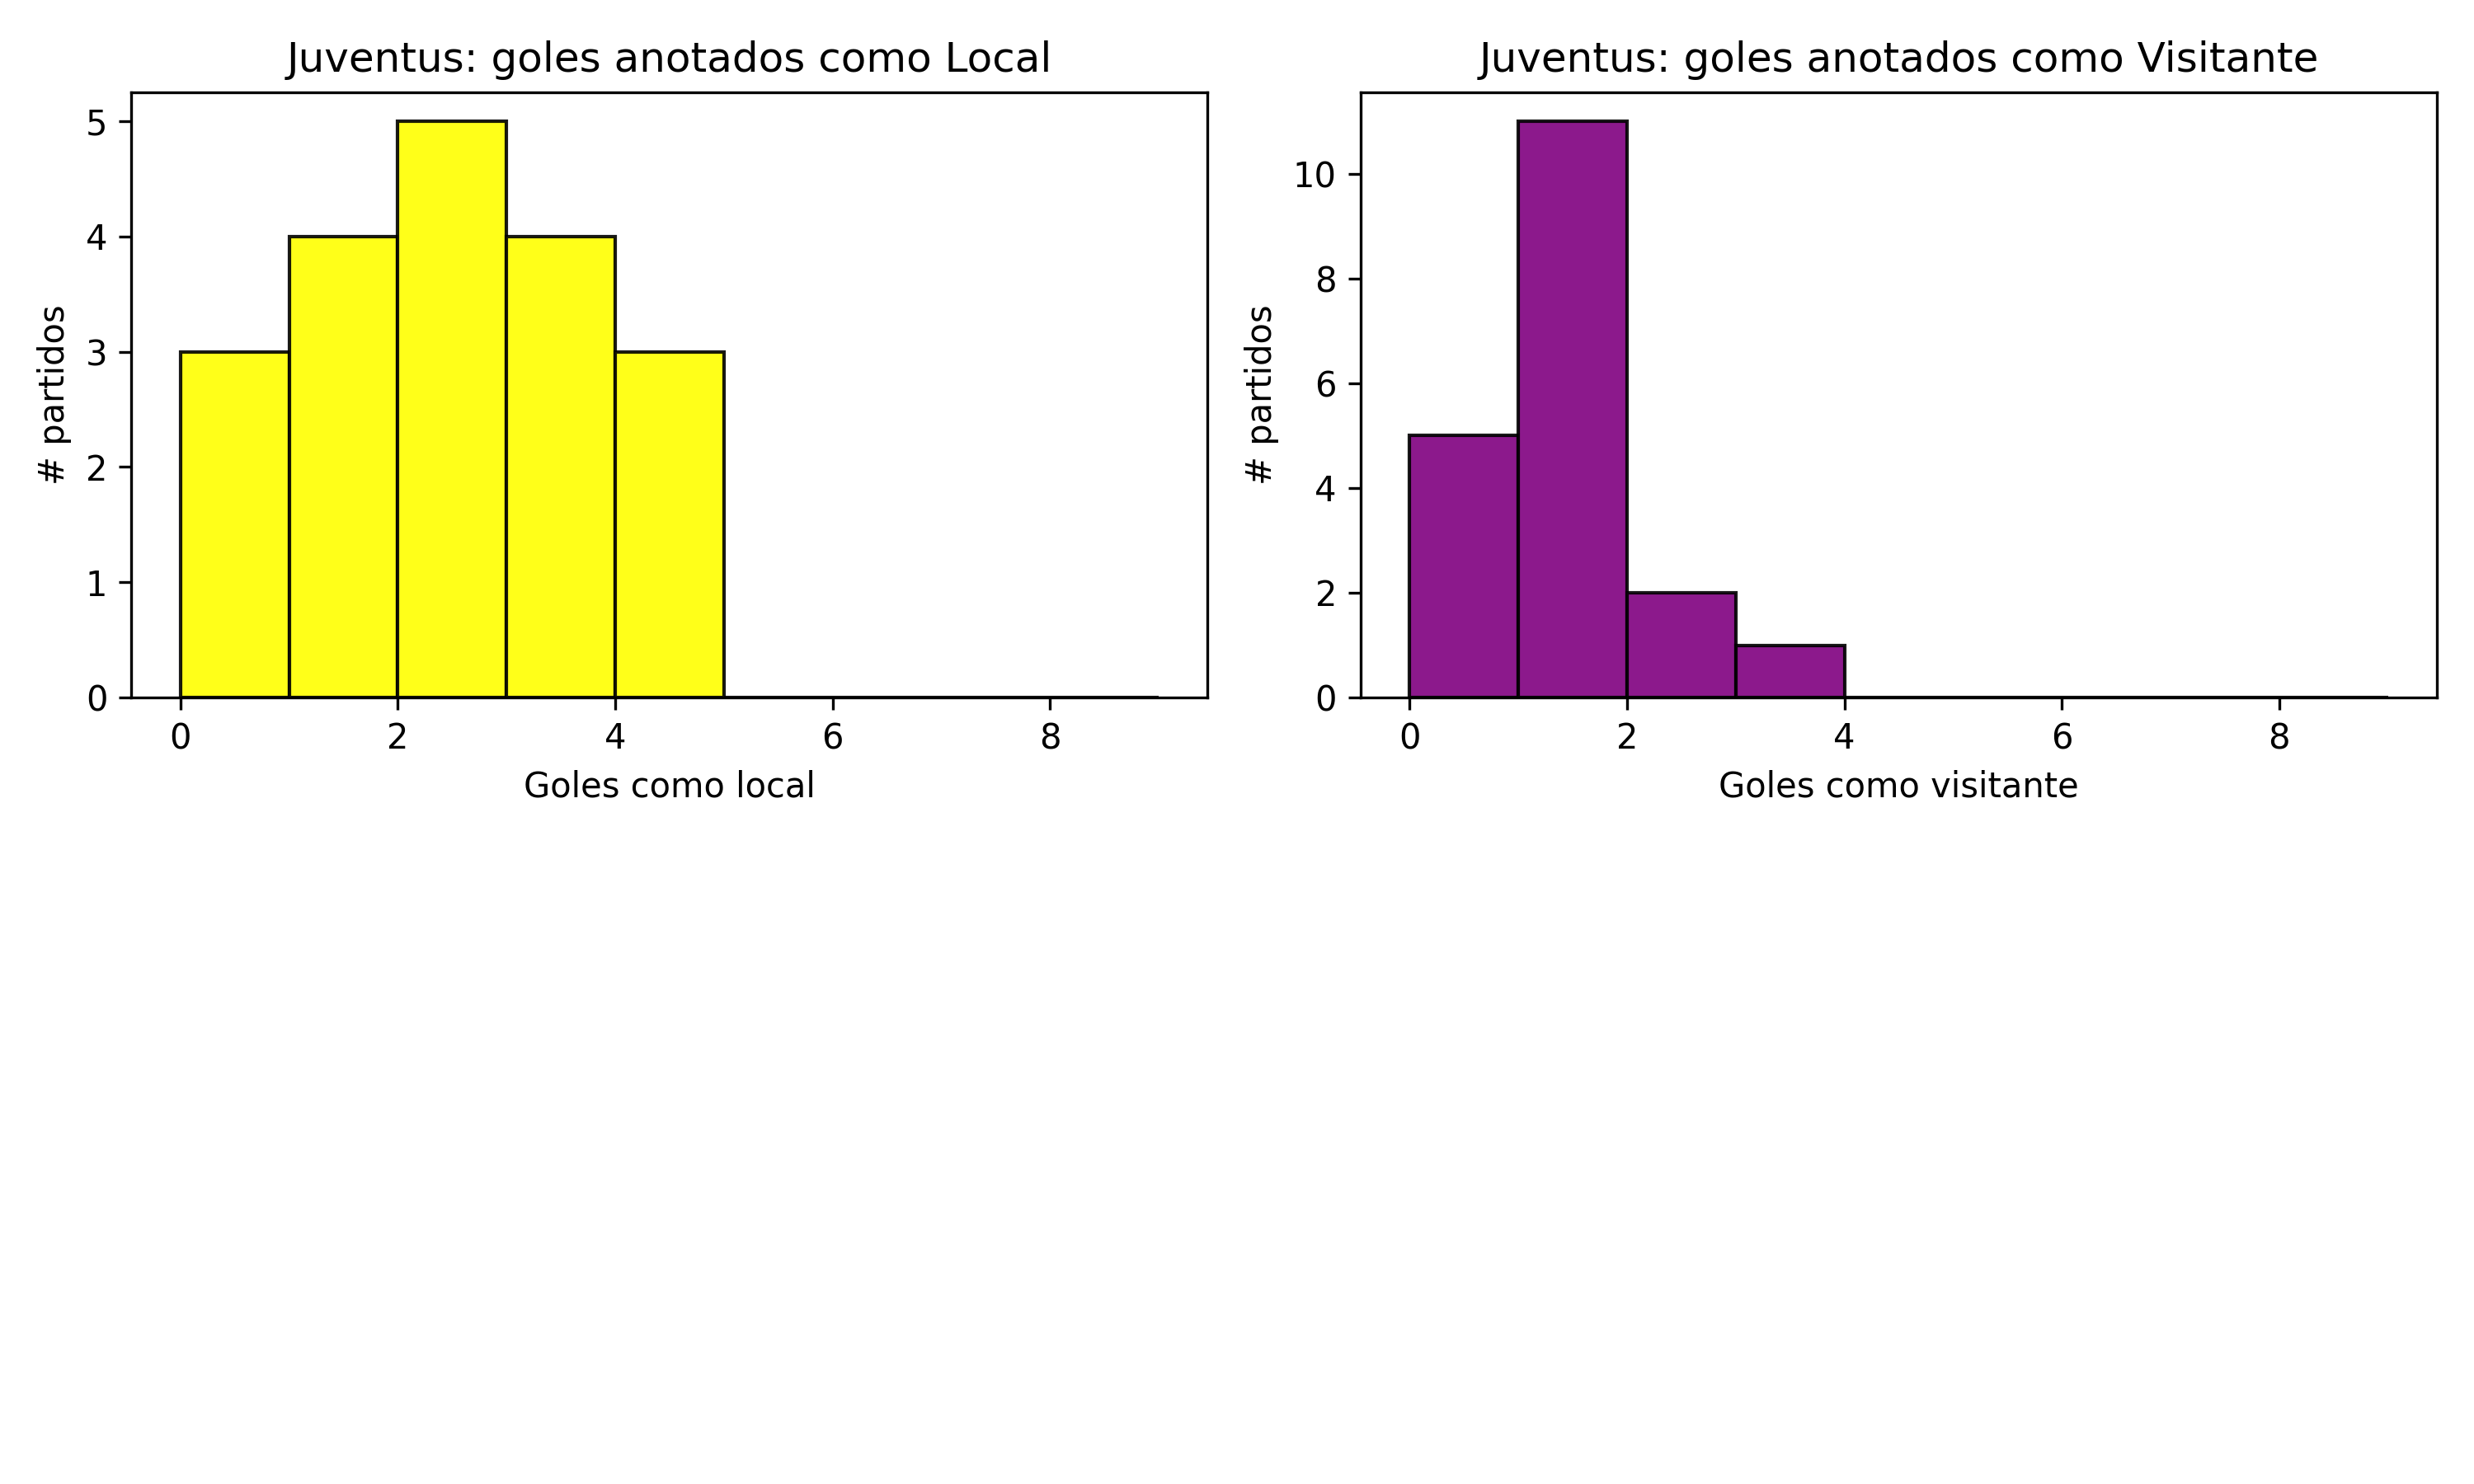 Juventus: goles anotados como Local
5
4
3
2
1
0
# partidos
0 2 4 6 8
Goles como local
Juventus: goles anotados como Visitante
10
8
6
4
2
0
# partidos
0 2 4 6 8
Goles como visitante